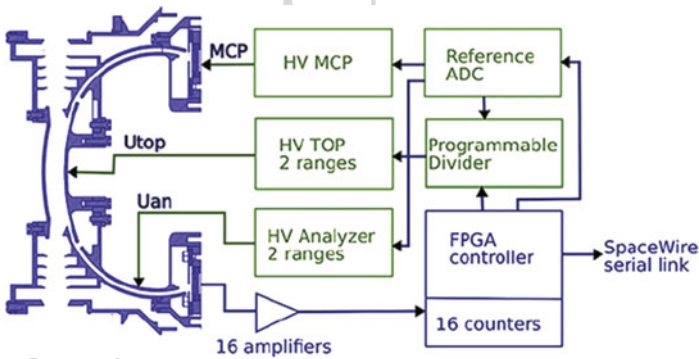 MCP
HV MCP
Reference
ADC
Utop
HV TOP
2 ranges
Programmable
Divider
Uan
HV Analyzer
2 ranges
FPGA
controller
SpaceWire
serial link
16 counters
16 amplifiers